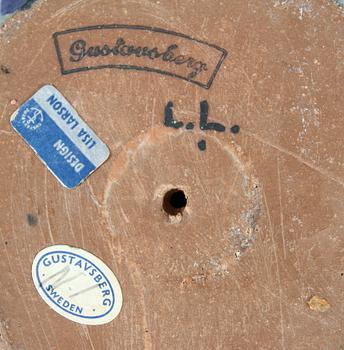 Gustavsberg
L.L.
DESIGN
LISA LARSON
GUSTAVSBERG
SWEDEN